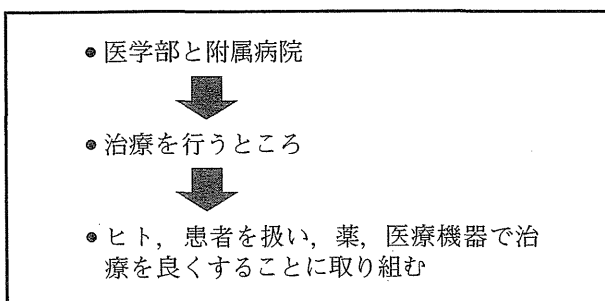 ● 医学部と附属病院
● 治療を行うところ
● ヒト，患者を扱い，薬，医療機器で治
療を良くすることに取り組む